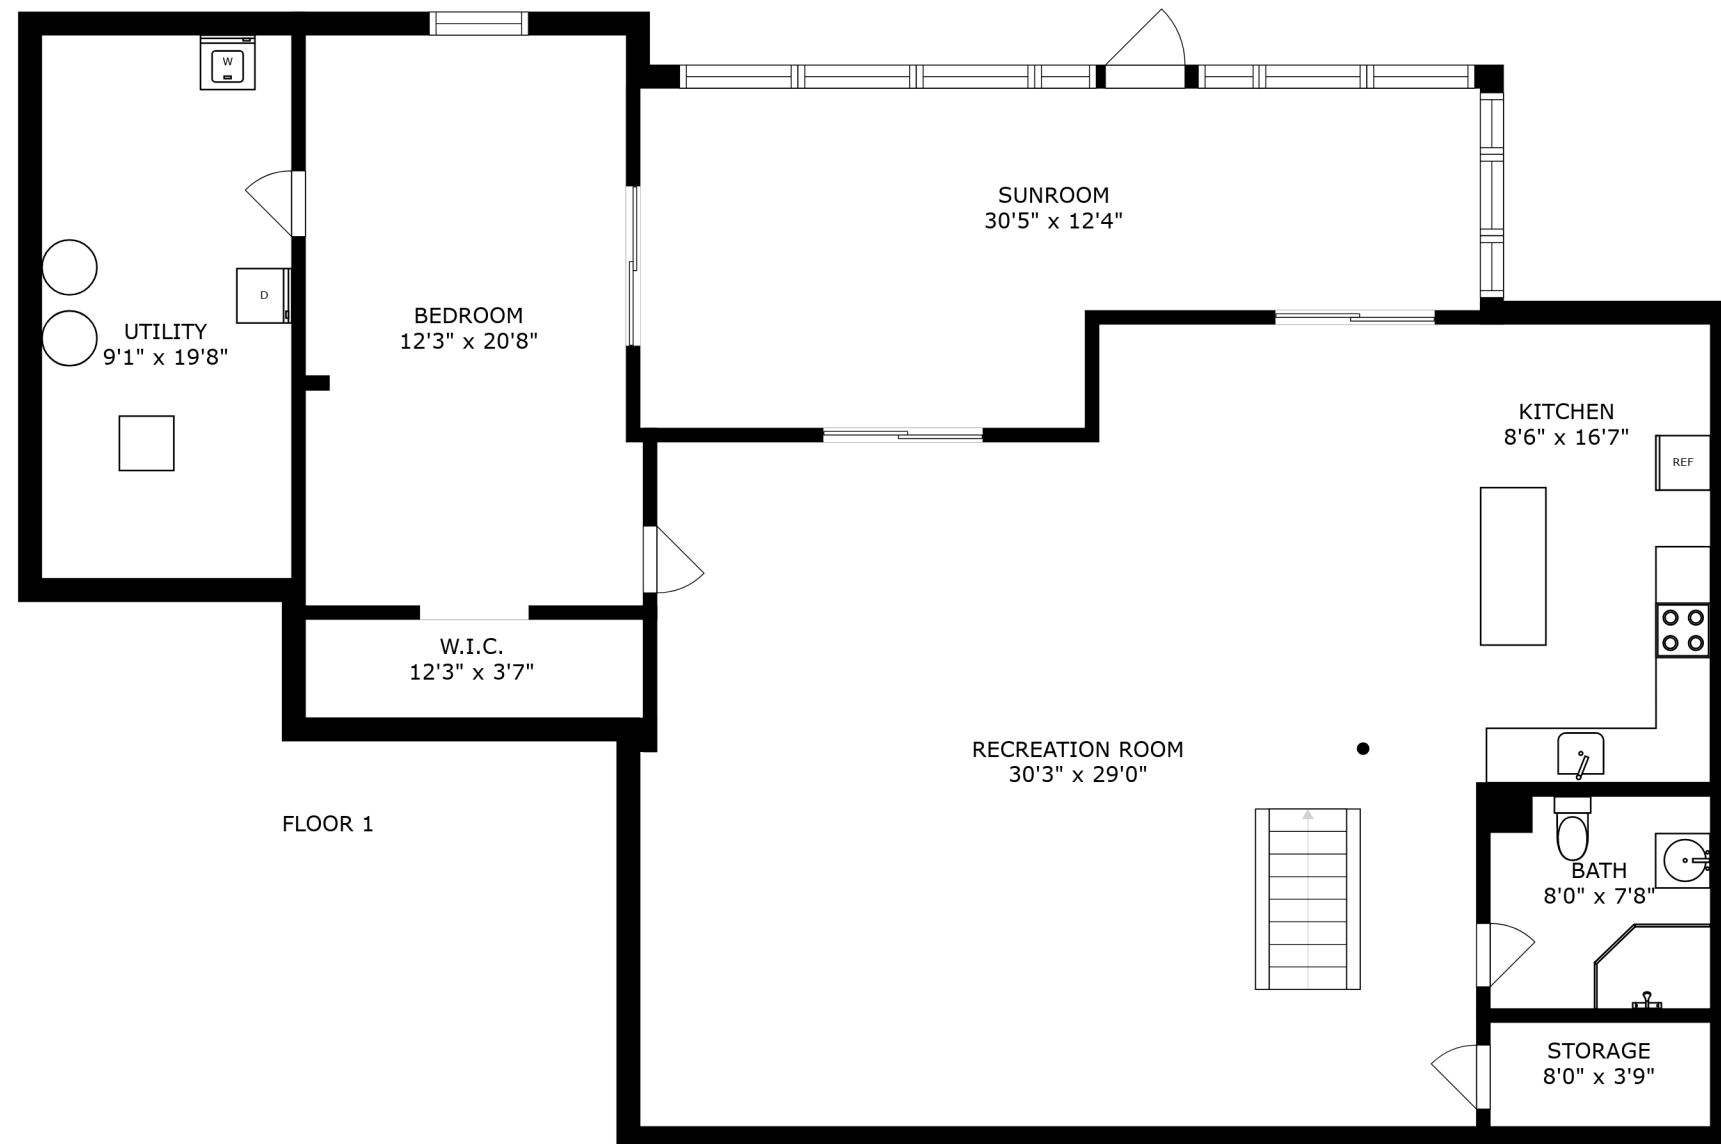 W
SUNROOM
30'5" x 12'4"
D
BEDROOM
12'3" x 20'8"
UTILITY
9'1" x 19'8"
KITCHEN
8'6" x 16'7"
REF
W.I.C.
12'3" x 3'7"
RECREATION ROOM
30'3" x 29'0"
FLOOR 1
BATH
8'0" x 7'8"
STORAGE
8'0" x 3'9"